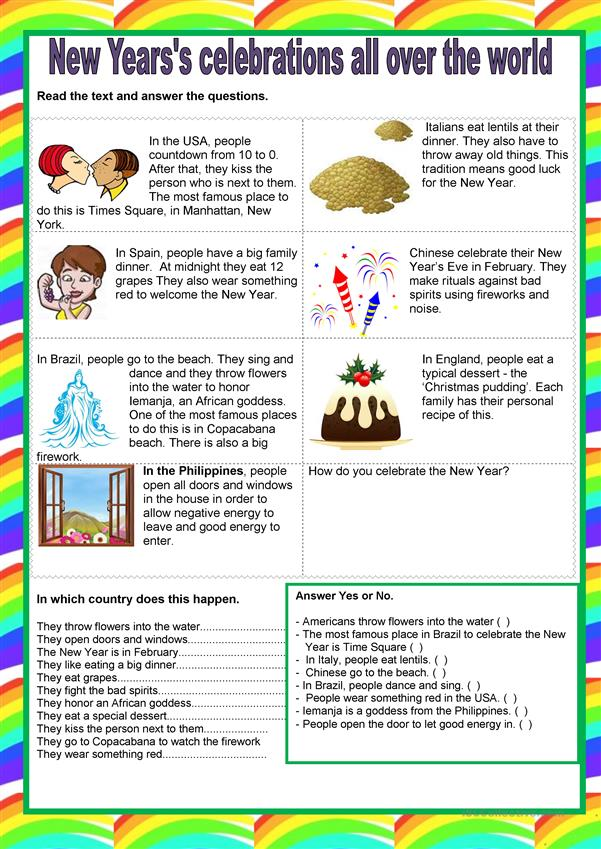 New Years's celebrations all over the world
Read the text and answer the questions.
In the USA, people
countdown from 10 to 0.
After that, they kiss the
person who is next to them.
The most famous place to
do this is Times Square, in Manhattan, New
York.
Italians eat lentils at their
dinner. They also have to
throw away old things. This
tradition means good luck
for the New Year.
In Spain, people have a big family
dinner. At midnight they eat 12
grapes They also wear something
red to welcome the New Year.
Chinese celebrate their New
Year's Eve in February. They
make rituals against bad
spirits using fireworks and
noise.
In Brazil, people go to the beach. They sing and
dance and they throw flowers
into the water to honor
Iemanja, an African goddess.
One of the most famous places
to do this is in Copacabana
beach. There is also a big
firework.
In England, people eat a
typical dessert - the
'Christmas pudding'. Each
family has their personal
recipe of this.
In the Philippines, people
open all doors and windows
in the house in order to
allow negative energy to
leave and good energy to
enter.
How do you celebrate the New Year?
In which country does this happen.
They throw flowers into the water..........................
They open doors and windows..............................
The New Year is in February................................
They like eating a big dinner.................................
They eat grapes....................................................
They fight the bad spirits.......................................
They honor an African goddess............................
They eat a special dessert....................................
They kiss the person next to them......................
They go to Copacabana to watch the firework
They wear something red..................................
Answer Yes or No.
- Americans throw flowers into the water ( )
- The most famous place in Brazil to celebrate the New
Year is Time Square ( )
- In Italy, people eat lentils. ( )
- Chinese go to the beach. ( )
- In Brazil, people dance and sing. ( )
- People wear something red in the USA. ( )
- Iemanja is a goddess from the Philippines. ( )
- People open the door to let good energy in. ( )